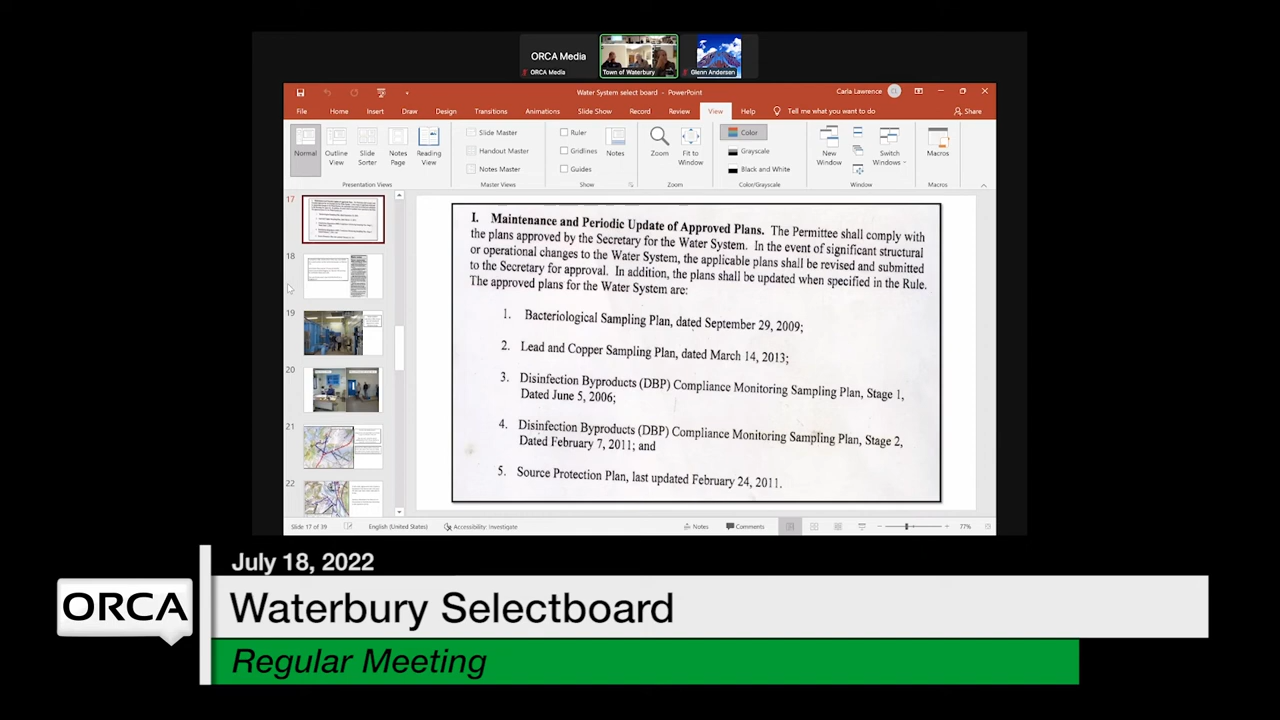 ORCA Media
ORCA Media
Town of Waterbury
Glenn Andersen
Water System select board - PowerPoint
Carla Lawrence
File Home Insert Draw Design Transitions Animations Slide Show Record Review View Help Tell me what you want to do Share
Normal
Outline View
Slide Sorter
Notes Page
Reading View
Presentation Views
Slide Master
Handout Master
Notes Master
Master Views
Ruler
Gridlines
Guides
Show
Notes
Zoom
Fit to Window
Zoom
Color
Grayscale
Black and White
Color/Grayscale
New Window
Switch Windows
Window
Macros
Macros
17
18
19
20
21
22
I. Maintenance and Periodic Update of Approved Plans. The Permittee shall comply with
the plans approved by the Secretary for the Water System. In the event of significant structural
or operational changes to the Water System, the applicable plans shall be revised and submitted
to the Secretary for approval. In addition, the plans shall be updated when specified in the Rule.
The approved plans for the Water System are:
1. Bacteriological Sampling Plan, dated September 29, 2009;
2. Lead and Copper Sampling Plan, dated March 14, 2013;
3. Disinfection Byproducts (DBP) Compliance Monitoring Sampling Plan, Stage 1,
Dated June 5, 2006;
4. Disinfection Byproducts (DBP) Compliance Monitoring Sampling Plan, Stage 2,
Dated February 7, 2011; and
5. Source Protection Plan, last updated February 24, 2011.
Slide 17 of 39 English (United States) Accessibility: Investigate Notes Comments 77%
July 18, 2022
ORCA
Waterbury Selectboard
Regular Meeting